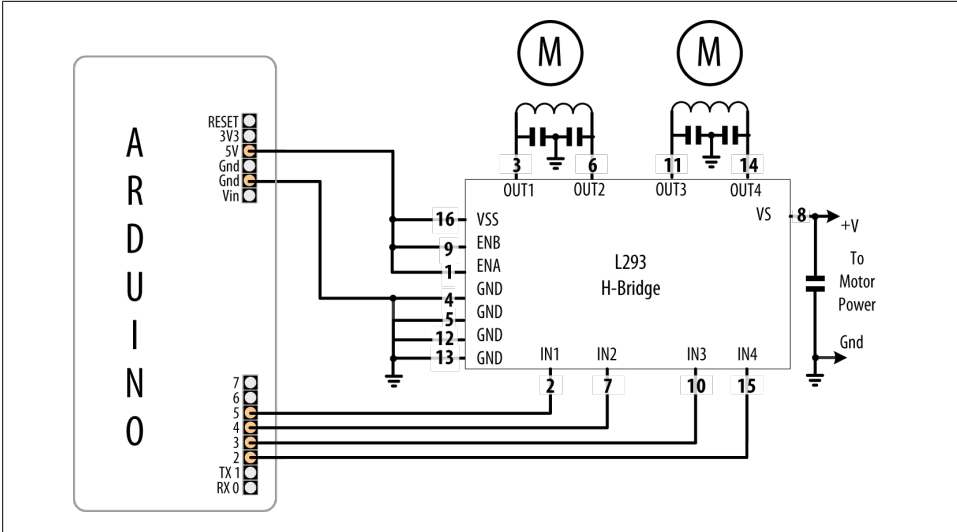 M
M
ARDUINO
RESET
3V3
5V
Gnd
Gnd
Vin
7
6
5
4
3
2
TX 1
RX 0
3
6
11
14
OUT1
OUT2
OUT3
OUT4
16
VSS
9
ENB
1
ENA
4
GND
5
GND
12
GND
13
GND
L293
H-Bridge
VS
8
+V
To
Motor
Power
Gnd
IN1
IN2
IN3
IN4
2
7
10
15